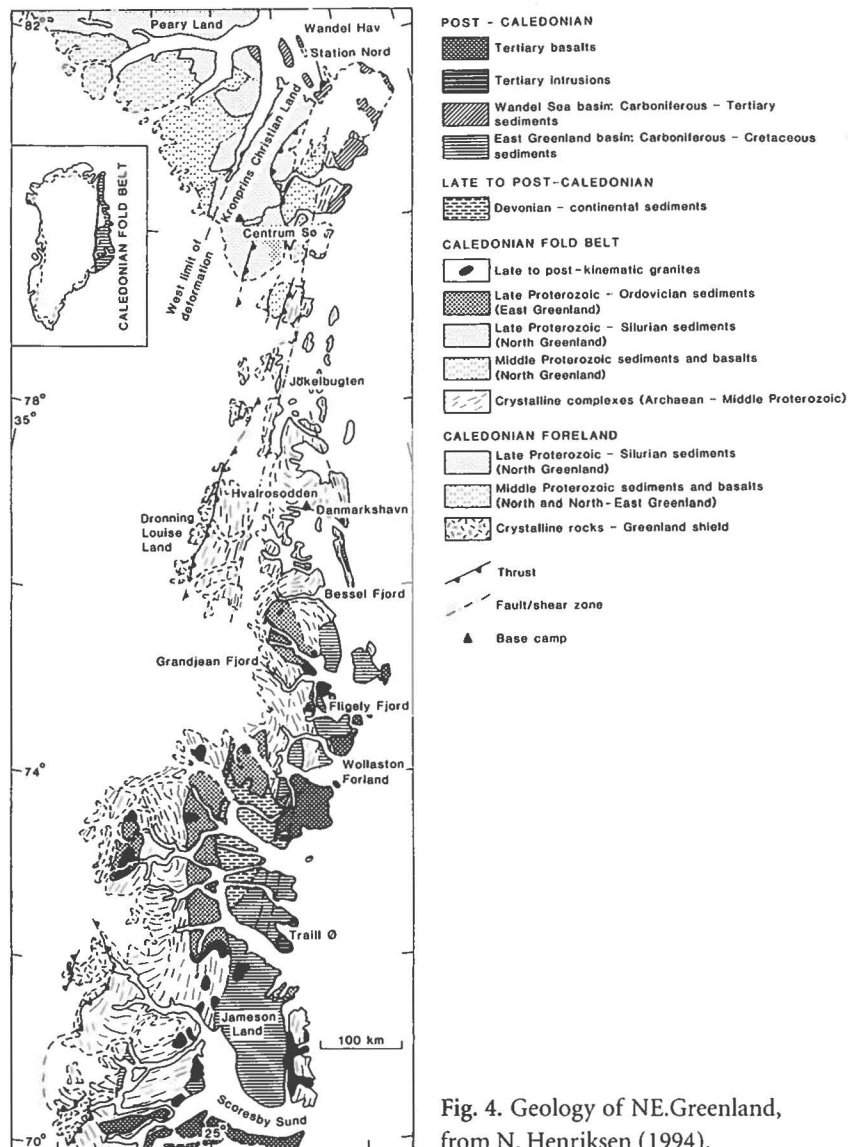 82°
Peary Land
Wandel Hav
Station Nord
Kronprins Christian Land
CALEDONIAN FOLD BELT
Centrum Sø
West limit of
deformation
Jökelbugten
78°
35°
Hvalrosodden
Danmarkshavn
Dronning
Louise
Land
Bessel Fjord
Grandjean Fjord
Fligely Fjord
Wollaston
Forland
74°
Traill Ø
Jameson
Land
100 km
Scoresby Sund
25°
70°
POST - CALEDONIAN
Tertiary basalts
Tertiary intrusions
Wandel Sea basin: Carboniferous - Tertiary
sediments
East Greenland basin: Carboniferous - Cretaceous
sediments
LATE TO POST-CALEDONIAN
Devonian - continental sediments
CALEDONIAN FOLD BELT
Late to post-kinematic granites
Late Proterozoic - Ordovician sediments
(East Greenland)
Late Proterozoic - Silurian sediments
(North Greenland)
Middle Proterozoic sediments and basalts
(North Greenland)
Crystalline complexes (Archaean - Middle Proterozoic)
CALEDONIAN FORELAND
Late Proterozoic - Silurian sediments
(North Greenland)
Middle Proterozoic sediments and basalts
(North and North-East Greenland)
Crystalline rocks - Greenland shield
Thrust
Fault/shear zone
Base camp
Fig. 4. Geology of NE.Greenland,
from N. Henriksen (1994).